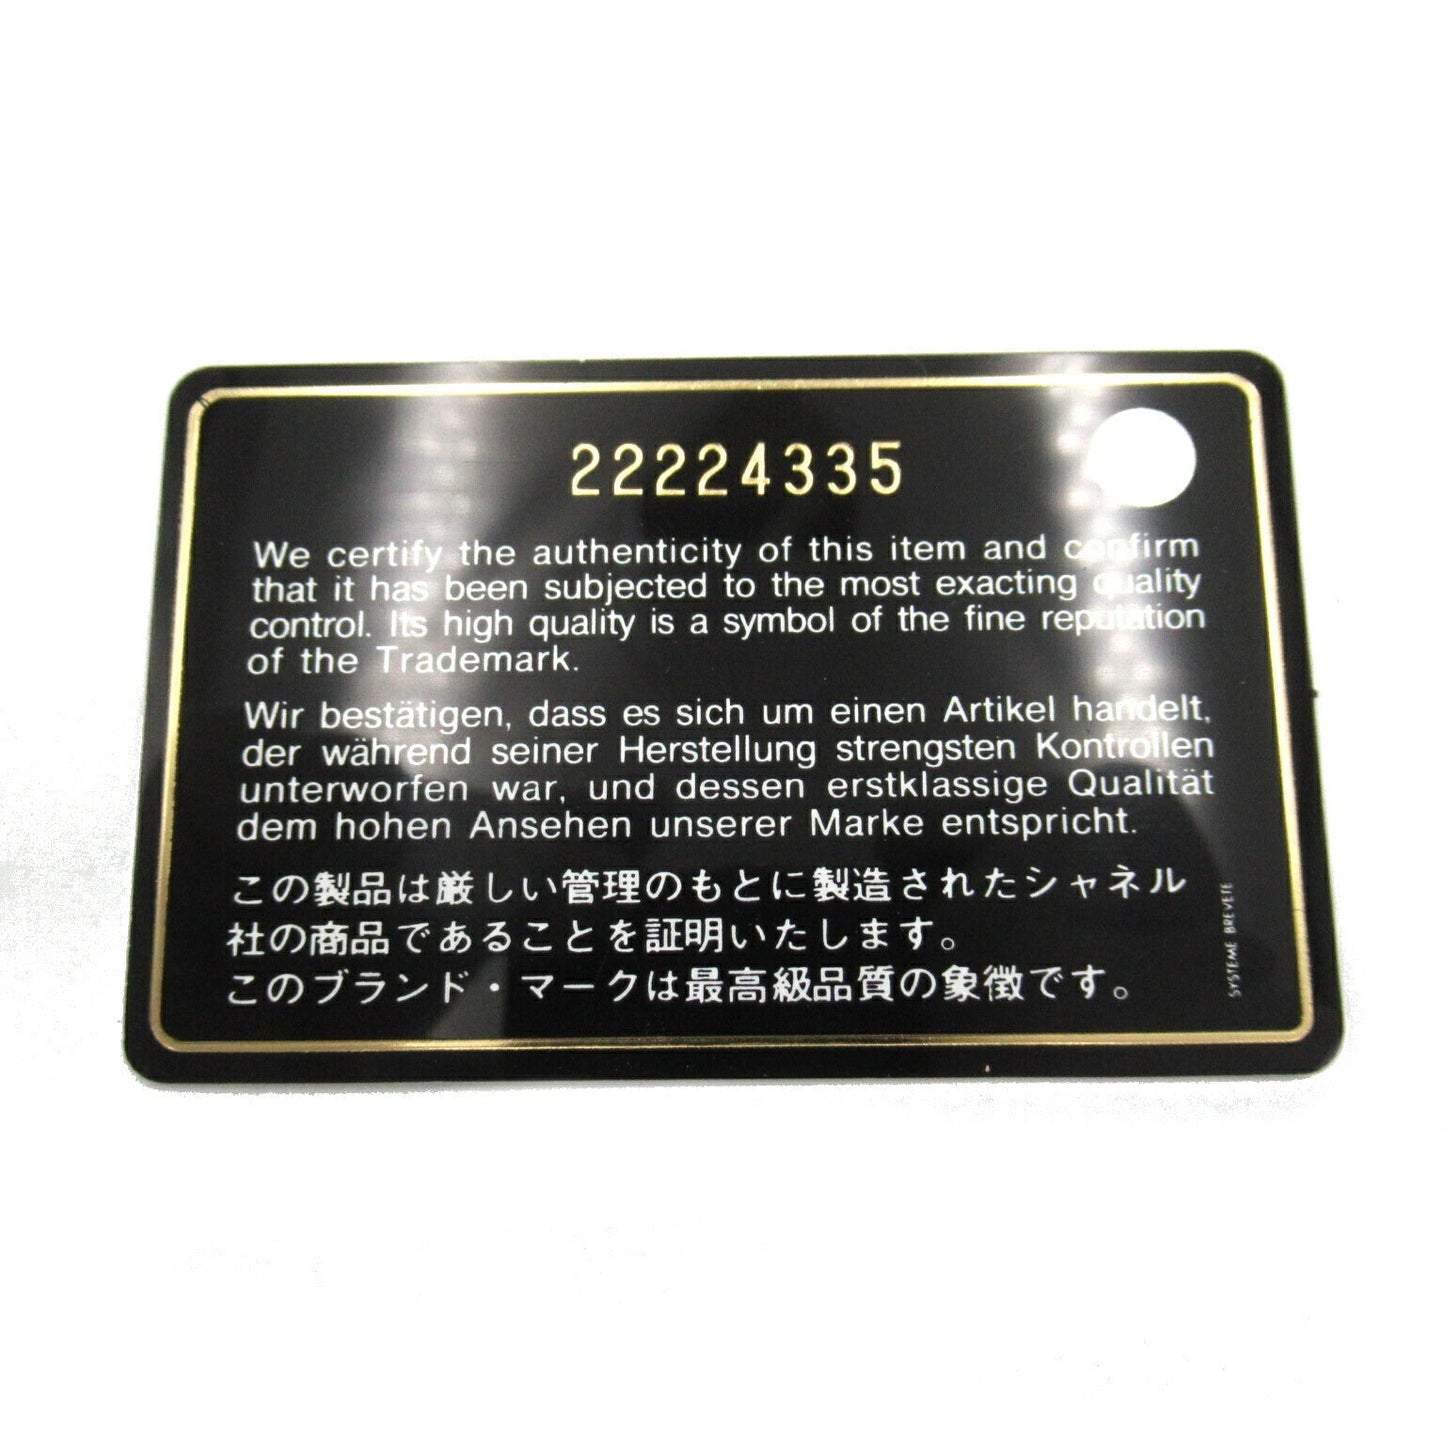 22224335
We certify the authenticity of this item and confirm
that it has been subjected to the most exacting quality
control. Its high quality is a symbol of the fine reputation
of the Trademark.
Wir bestätigen, dass es sich um einen Artikel handelt,
der während seiner Herstellung strengsten Kontrollen
unterworfen war, und dessen erstklassige Qualität
dem hohen Ansehen unserer Marke entspricht.
この製品は厳しい管理のもとに製造されたシャネル
社の商品であることを証明いたします。
このブランド・マークは最高級品質の象徴です。
SYSTEME BREVETE